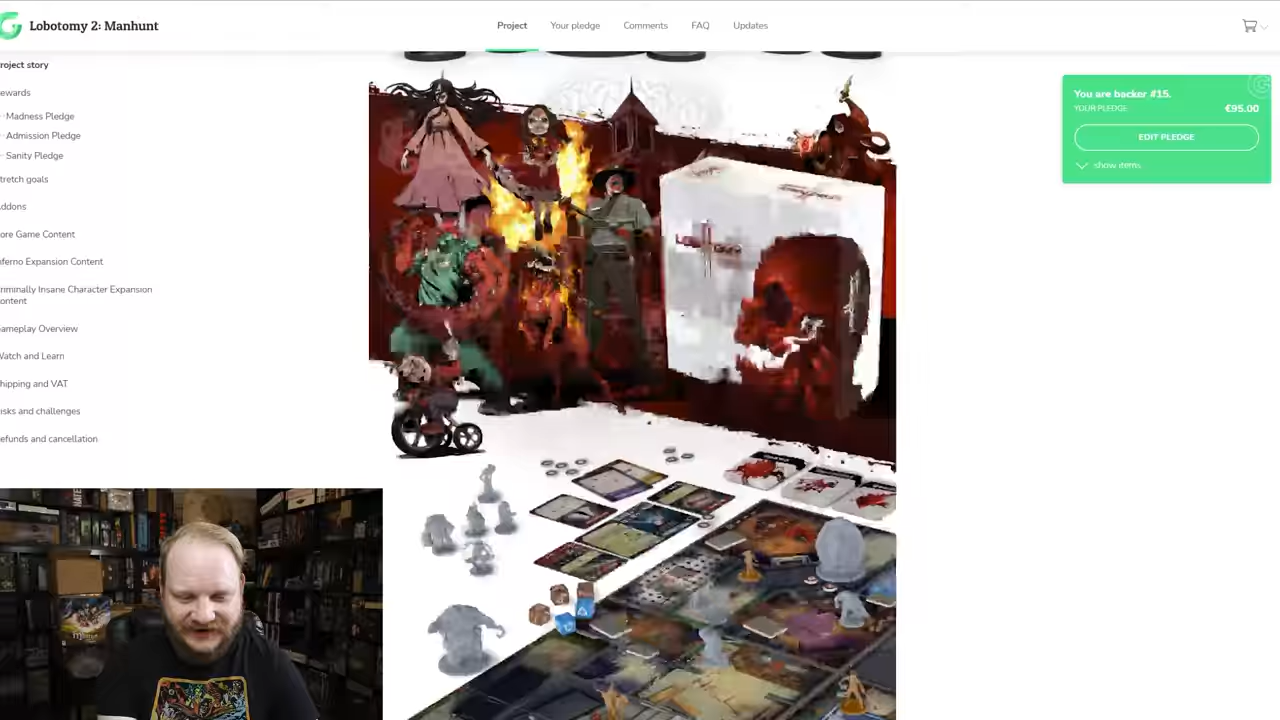 Lobotomy 2: Manhunt
Project
Your pledge
Comments
FAQ
Updates
roject story
ewards
Madness Pledge
Admission Pledge
Sanity Pledge
tretch goals
ddons
ore Game Content
nferno Expansion Content
riminally Insane Character Expansion
ontent
ameplay Overview
Watch and Learn
hipping and VAT
isks and challenges
efunds and cancellation
You are backer #15.
YOUR PLEDGE
€95.00
EDIT PLEDGE
show items